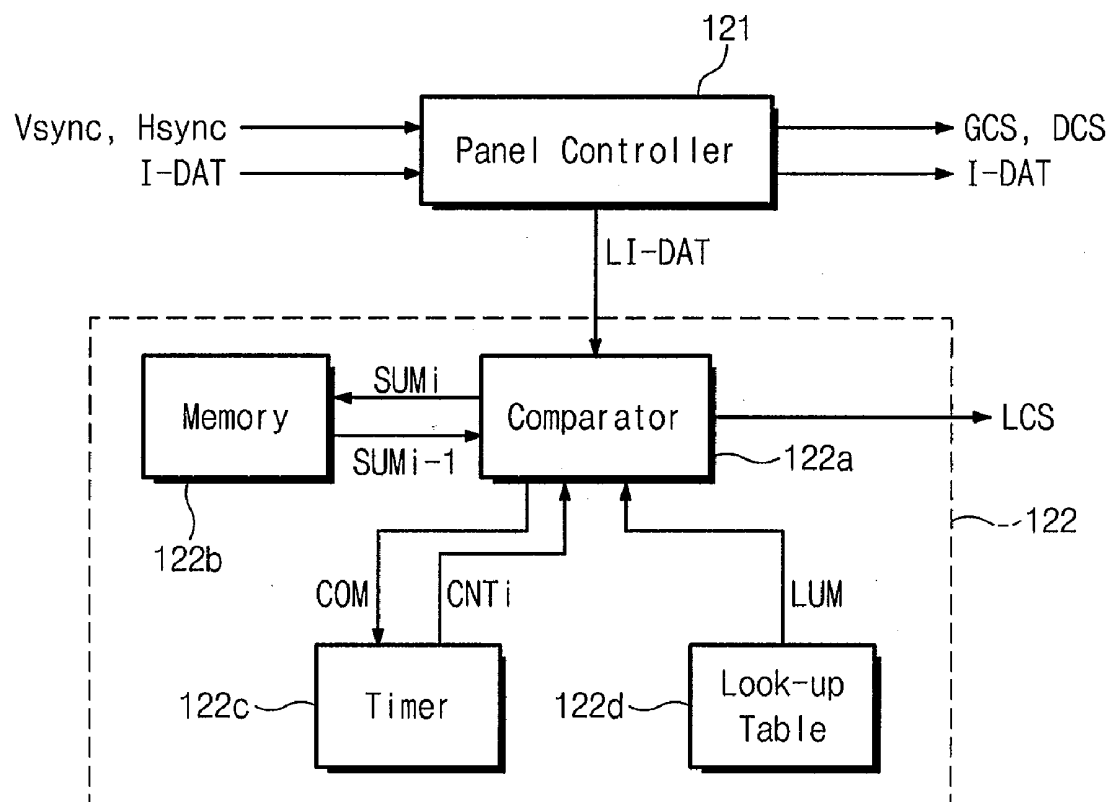 121
Vsync, Hsync
Panel Controller
GCS, DCS
I-DAT
I-DAT
LI-DAT
Memory
SUMi
SUMi-1
Comparator
LCS
122a
122b
122
COM
CNTi
LUM
122c
Timer
122d
Look-up
Table